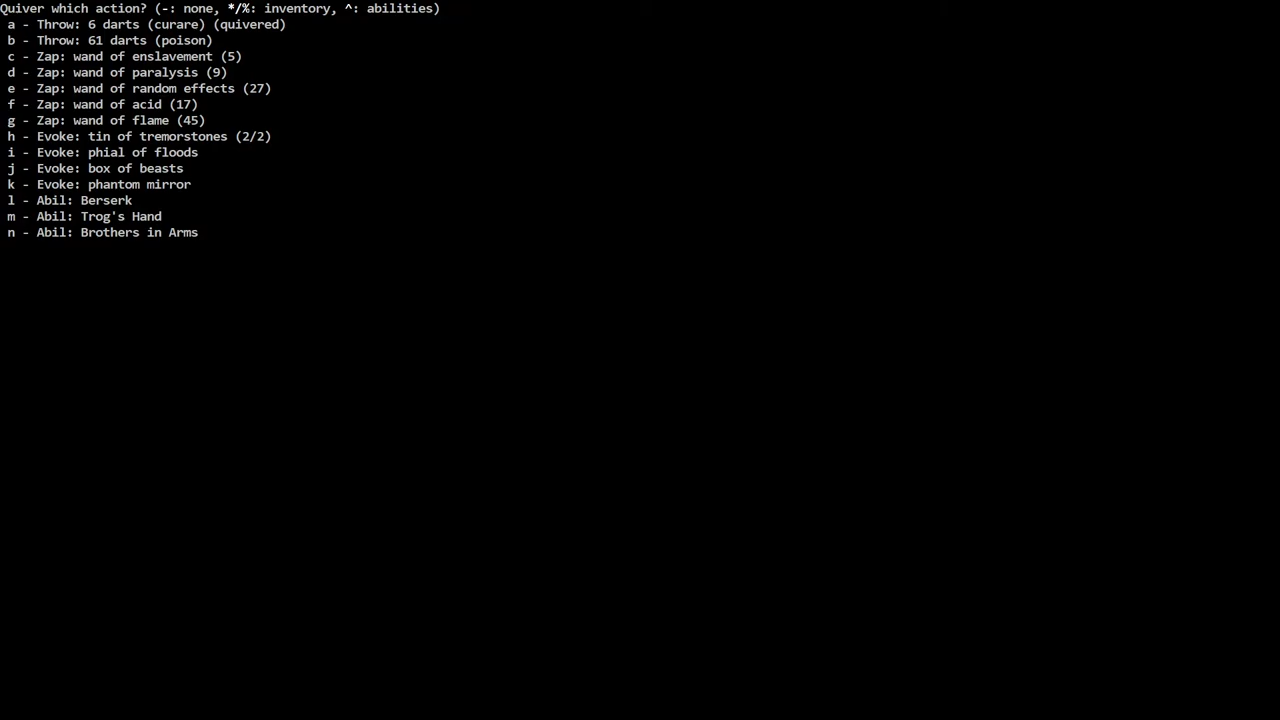 Quiver which action? (-: none, */%: inventory, ^: abilities)
a - Throw: 6 darts (curare) (quivered)
b - Throw: 61 darts (poison)
c - Zap: wand of enslavement (5)
d - Zap: wand of paralysis (9)
e - Zap: wand of random effects (27)
f - Zap: wand of acid (17)
g - Zap: wand of flame (45)
h - Evoke: tin of tremorstones (2/2)
i - Evoke: phial of floods
j - Evoke: box of beasts
k - Evoke: phantom mirror
l - Abil: Berserk
m - Abil: Trog's Hand
n - Abil: Brothers in Arms